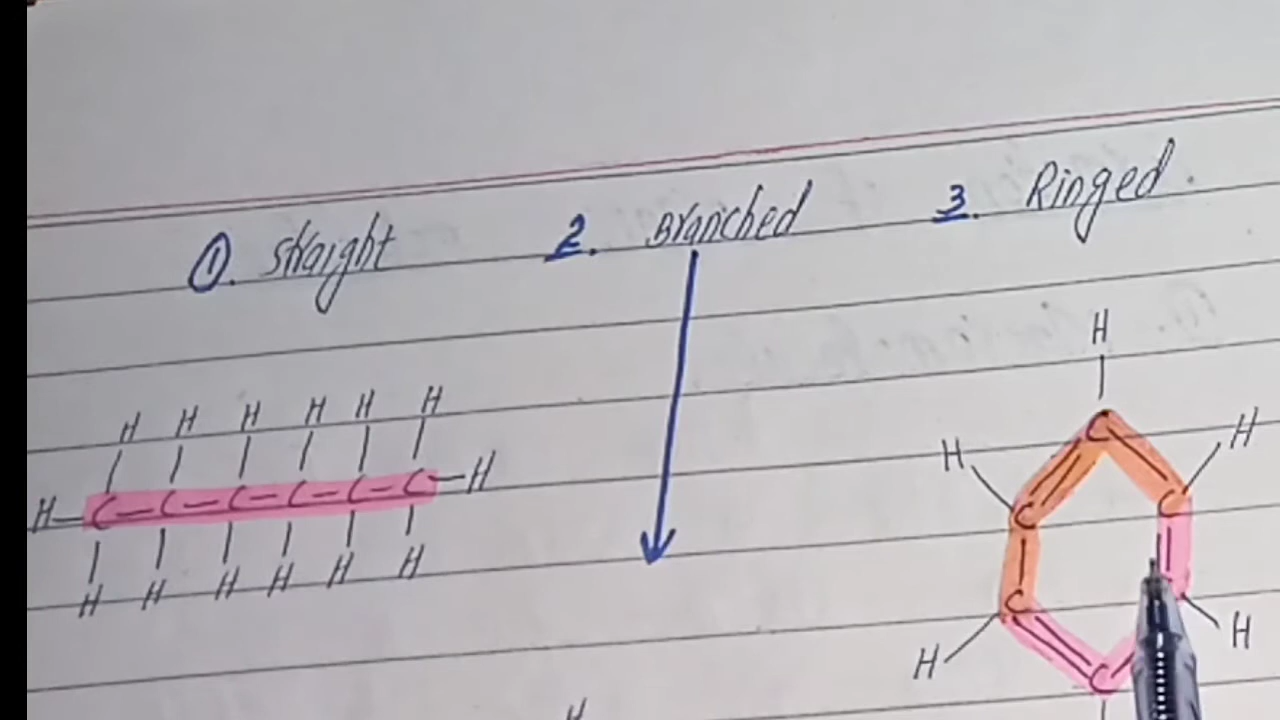 1. Straight 2. Branched 3. Ringed.
H
H H H H H H
H H
H-C-C-C-C-C-C-H
C C
H H H H H H
C
H H
C
H